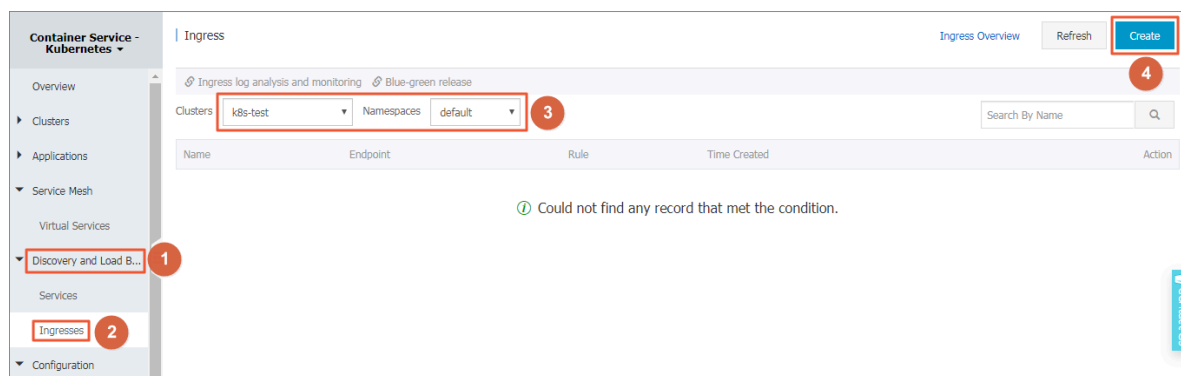 Container Service -
Kubernetes
Overview
Clusters
Applications
Service Mesh
Virtual Services
Discovery and Load B...
1
Services
Ingresses
2
Configuration
Ingress
Ingress Overview
Refresh
Create
4
Ingress log analysis and monitoring Blue-green release
Clusters k8s-test Namespaces default
3
Search By Name
Name Endpoint Rule Time Created Action
Could not find any record that met the condition.